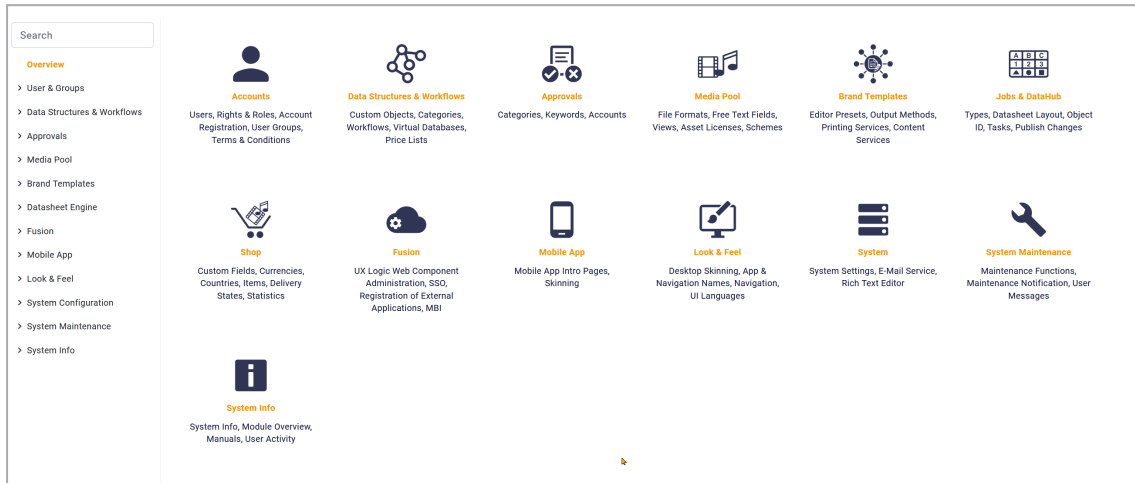 Search
Overview
User & Groups
Data Structures & Workflows
Approvals
Media Pool
Brand Templates
Datasheet Engine
Fusion
Mobile App
Look & Feel
System Configuration
System Maintenance
System Info
Accounts
Users, Rights & Roles, Account
Registration, User Groups,
Terms & Conditions
Data Structures & Workflows
Custom Objects, Categories,
Workflows, Virtual Databases,
Price Lists
Approvals
Categories, Keywords, Accounts
Media Pool
File Formats, Free Text Fields,
Views, Asset Licenses, Schemes
Brand Templates
Editor Presets, Output Methods,
Printing Services, Content
Services
A B C
1 2 3
Jobs & DataHub
Types, Datasheet Layout, Object
ID, Tasks, Publish Changes
Shop
Custom Fields, Currencies,
Countries, Items, Delivery
States, Statistics
Fusion
UX Logic Web Component
Administration, SSO,
Registration of External
Applications, MBI
Mobile App
Mobile App Intro Pages,
Skinning
Look & Feel
Desktop Skinning, App &
Navigation Names, Navigation,
UI Languages
System
System Settings, E-Mail Service,
Rich Text Editor
System Maintenance
Maintenance Functions,
Maintenance Notification, User
Messages
System Info
System Info, Module Overview,
Manuals, User Activity